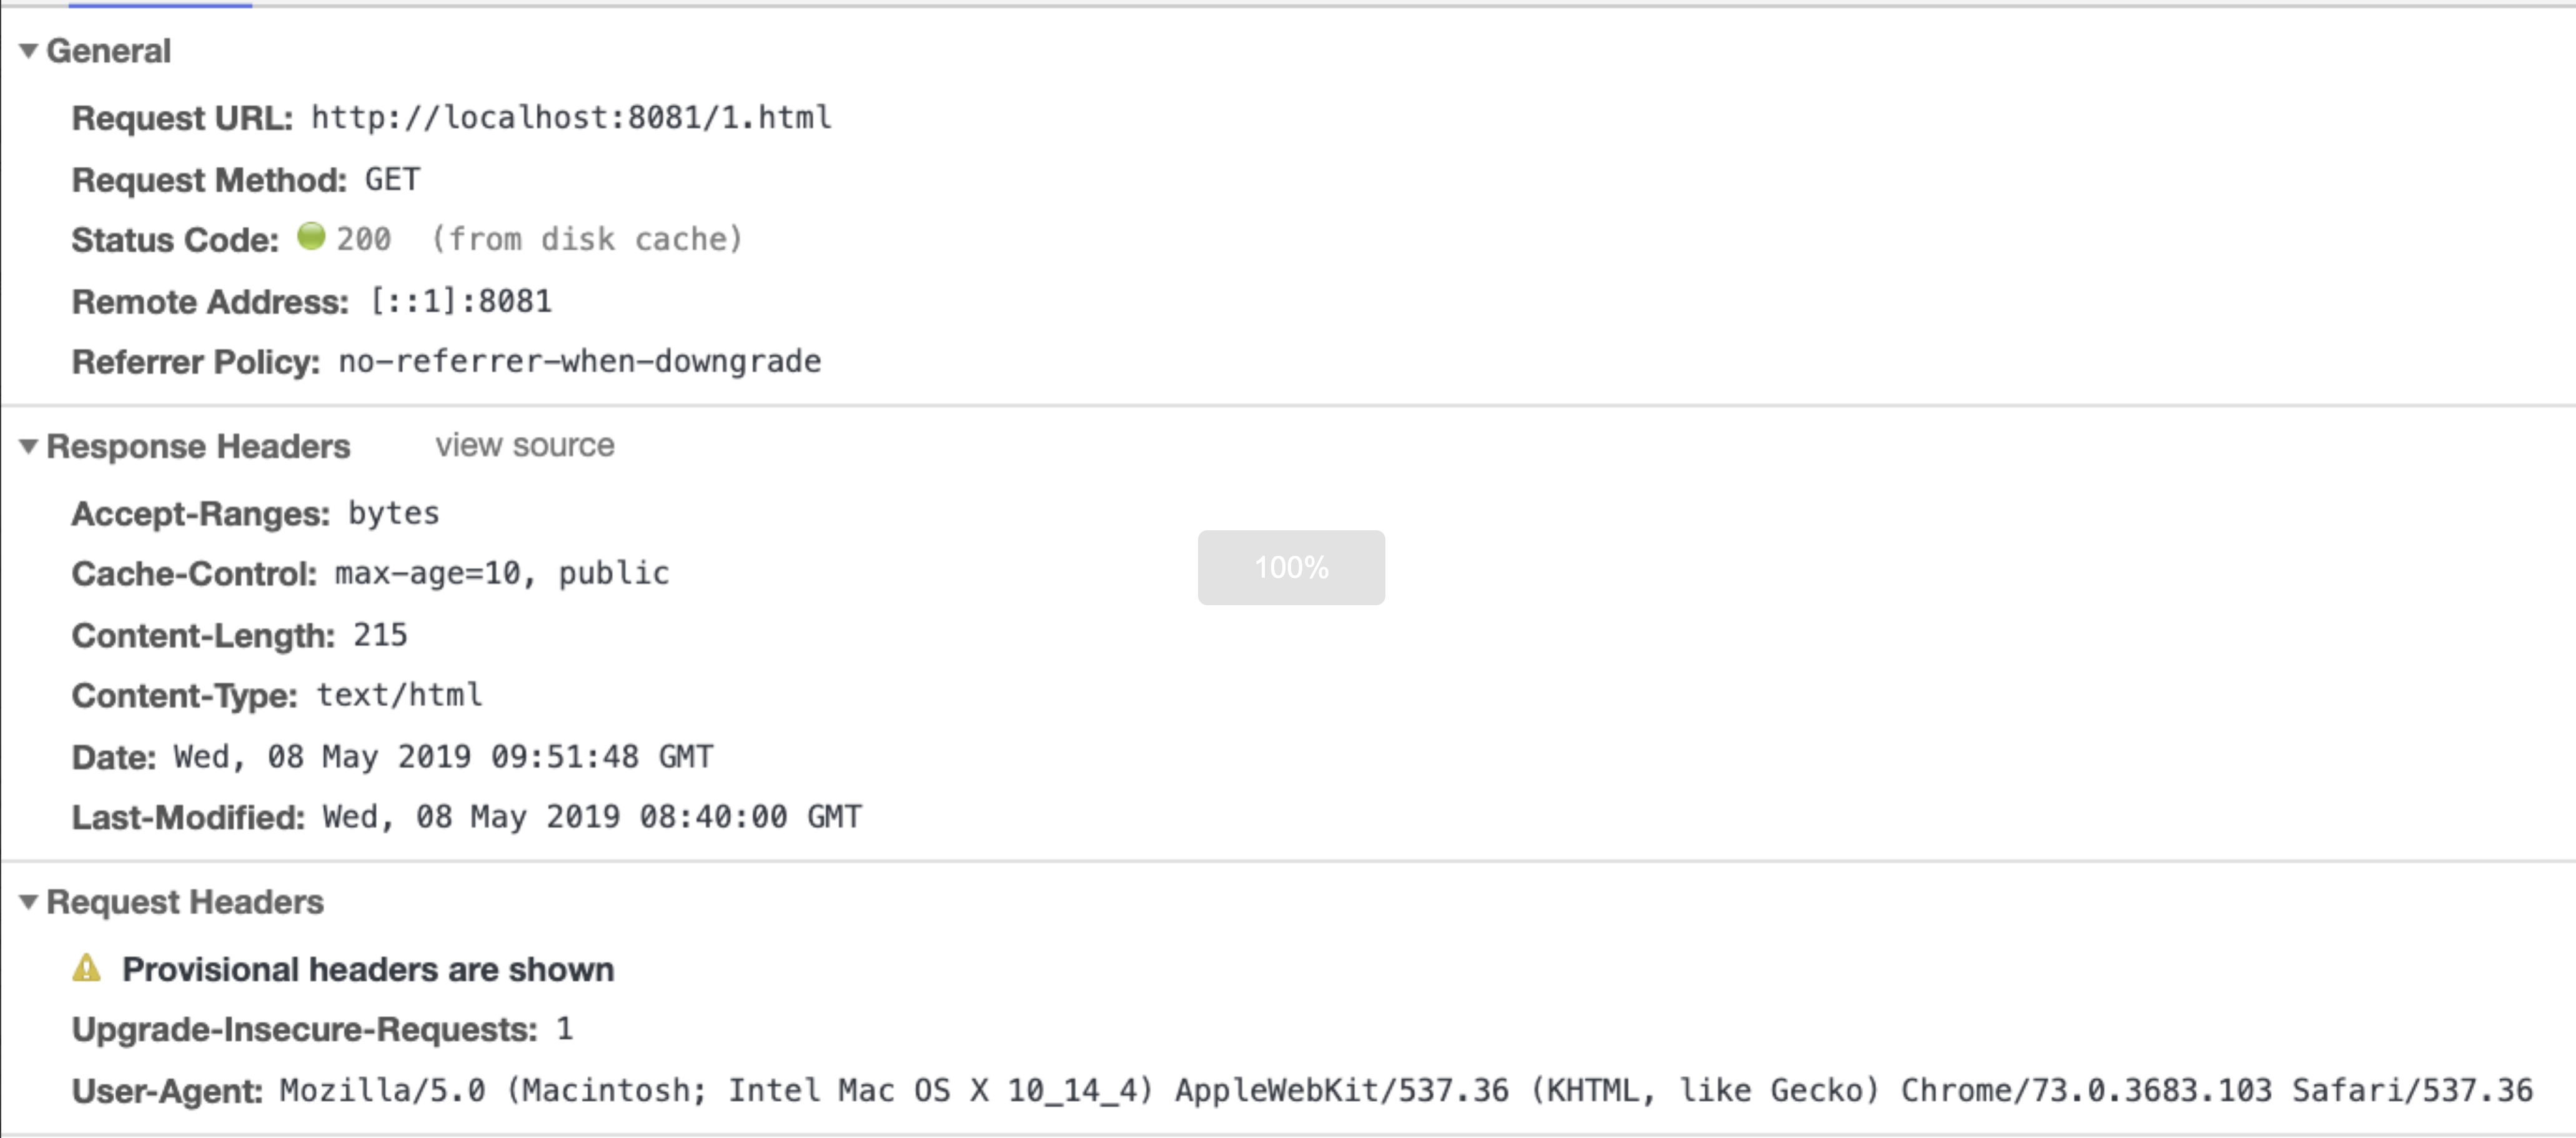 General
Request URL: http://localhost:8081/1.html
Request Method: GET
Status Code: 200 (from disk cache)
Remote Address: [::1]:8081
Referrer Policy: no-referrer-when-downgrade
Response Headers view source
Accept-Ranges: bytes
Cache-Control: max-age=10, public
100%
Content-Length: 215
Content-Type: text/html
Date: Wed, 08 May 2019 09:51:48 GMT
Last-Modified: Wed, 08 May 2019 08:40:00 GMT
Request Headers
Provisional headers are shown
Upgrade-Insecure-Requests: 1
User-Agent: Mozilla/5.0 (Macintosh; Intel Mac OS X 10_14_4) AppleWebKit/537.36 (KHTML, like Gecko) Chrome/73.0.3683.103 Safari/537.36